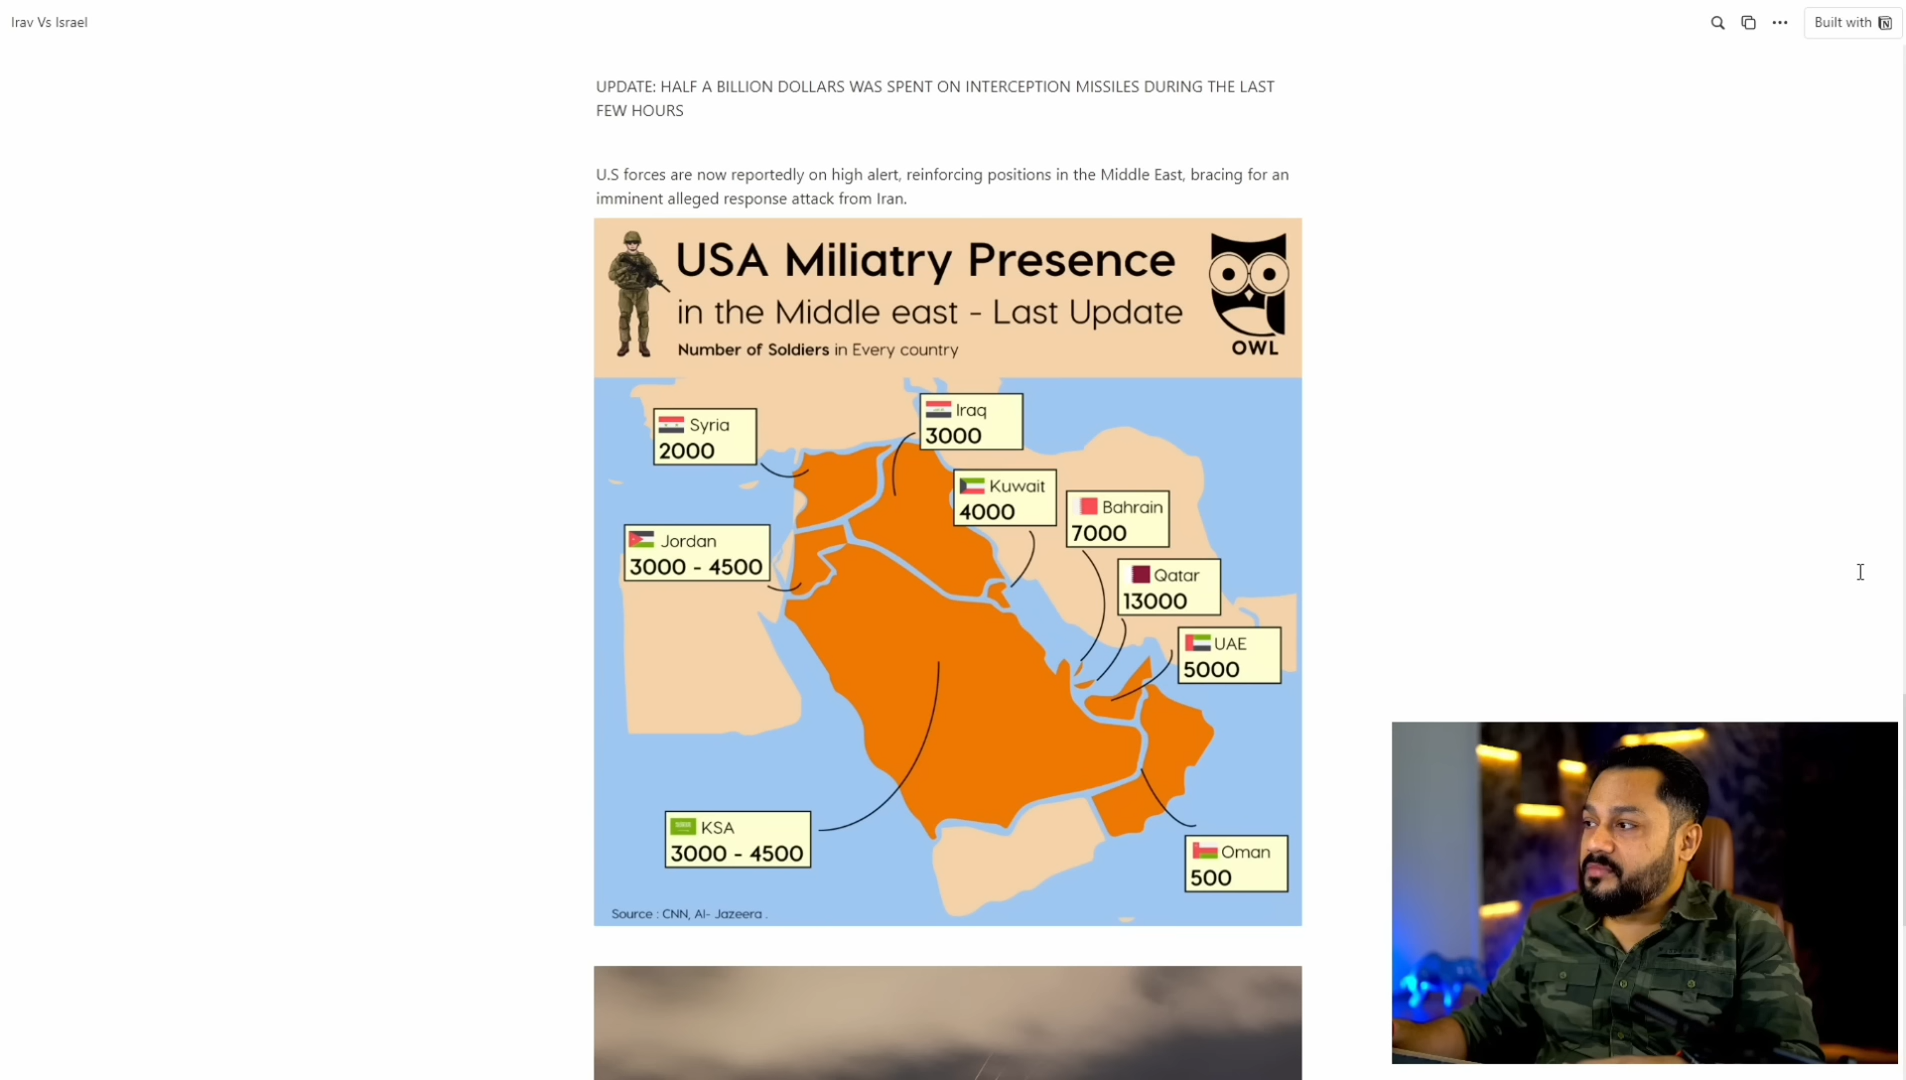 Irav Vs Israel
Built with
UPDATE: HALF A BILLION DOLLARS WAS SPENT ON INTERCEPTION MISSILES DURING THE LAST
FEW HOURS
U.S forces are now reportedly on high alert, reinforcing positions in the Middle East, bracing for an
imminent alleged response attack from Iran.
USA Miliatry Presence
in the Middle east - Last Update
Number of Soldiers in Every country
OWL
Iraq
3000
Syria
2000
Kuwait
4000
Bahrain
7000
Jordan
3000 - 4500
Qatar
13000
UAE
5000
KSA
3000 - 4500
Oman
500
Source : CNN, Al- Jazeera .